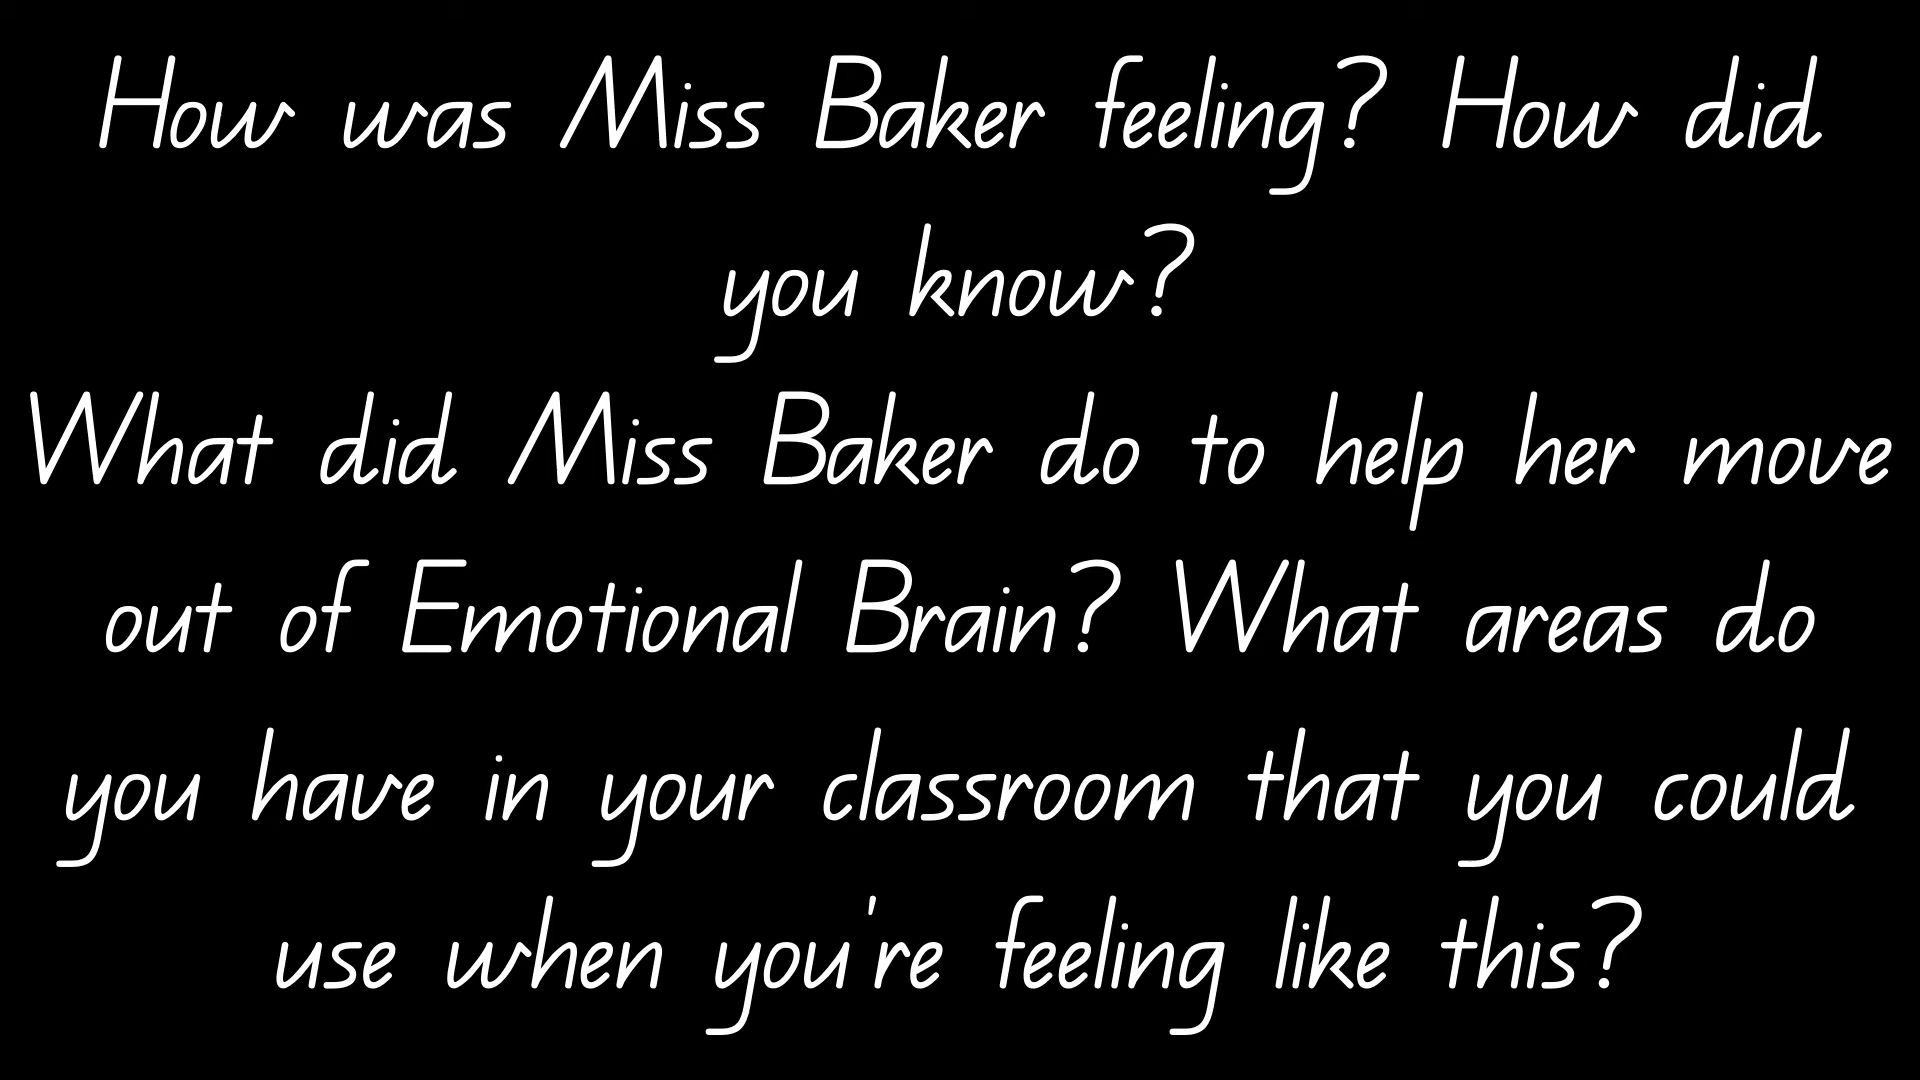 How was Miss Baker feeling? How did
you know?
What did Miss Baker do to help her move
out of Emotional Brain? What areas do
you have in your classroom that you could
use when you're feeling like this?